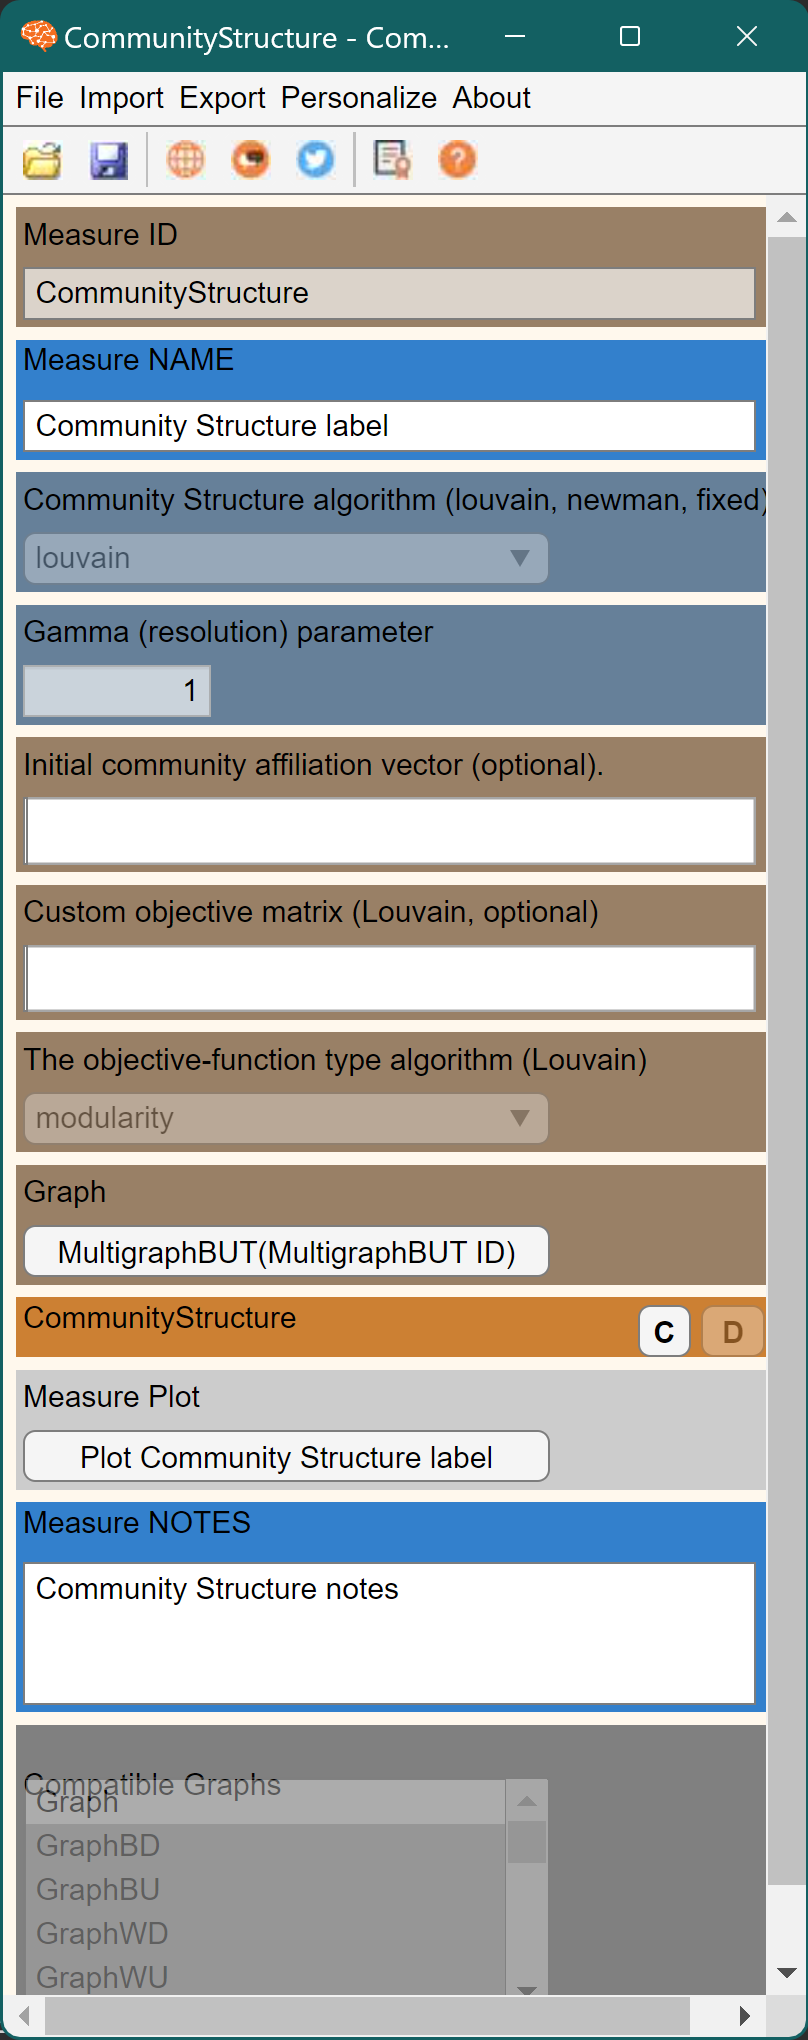 CommunityStructure - Com...
File Import Export Personalize About
Measure ID
CommunityStructure
Measure NAME
Community Structure label
Community Structure algorithm (louvain, newman, fixed)
louvain
Gamma (resolution) parameter
1
Initial community affiliation vector (optional).
Custom objective matrix (Louvain, optional)
The objective-function type algorithm (Louvain)
modularity
Graph
MultigraphBUT(MultigraphBUT ID)
CommunityStructure C D
Measure Plot
Plot Community Structure label
Measure NOTES
Community Structure notes
Compatible Graphs
Graph
GraphBD
GraphBU
GraphWD
GraphWU